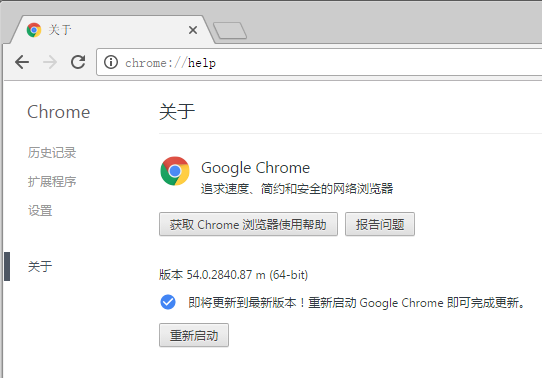 关于
chrome://help
Chrome
历史记录
扩展程序
设置
关于
关于
Google Chrome
追求速度、简约和安全的网络浏览器
获取 Chrome 浏览器使用帮助
报告问题
版本 54.0.2840.87 m (64-bit)
即将更新到最新版本！重新启动 Google Chrome 即可完成更新。
重新启动